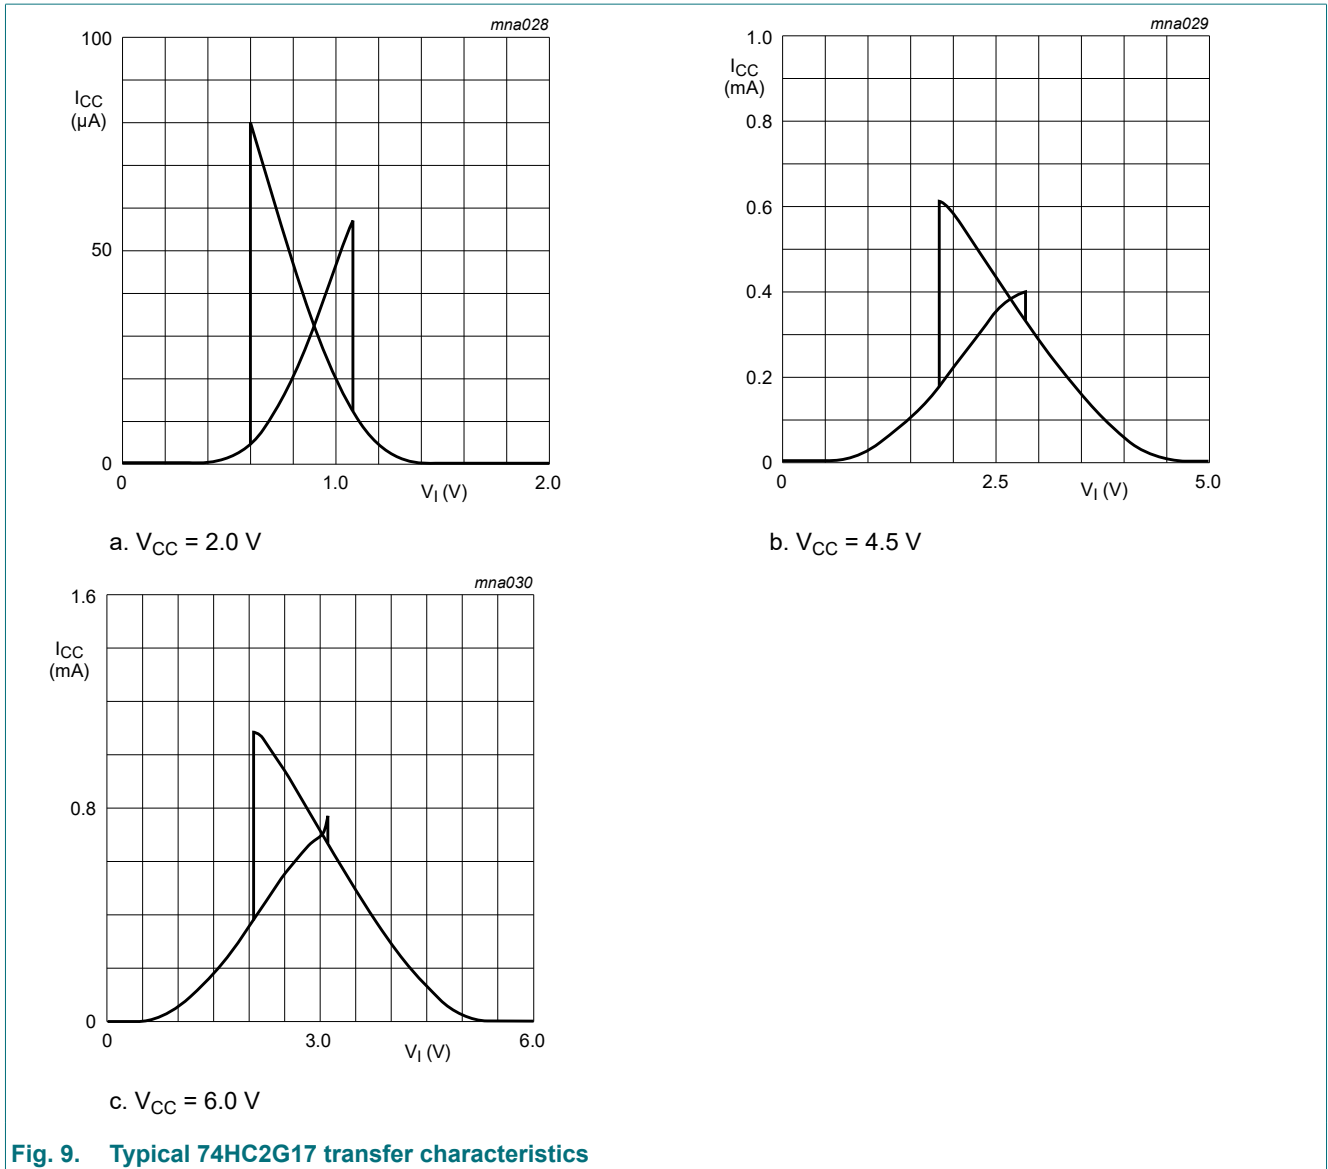 mna028
100
ICC
(µA)
50
0
0
1.0
2.0
VI (V)
a. VCC = 2.0 V
mna029
1.0
ICC
(mA)
0.8
0.6
0.4
0.2
0
0
2.5
5.0
VI (V)
b. VCC = 4.5 V
mna030
1.6
ICC
(mA)
0.8
0
0
3.0
6.0
VI (V)
c. VCC = 6.0 V
Fig. 9. Typical 74HC2G17 transfer characteristics